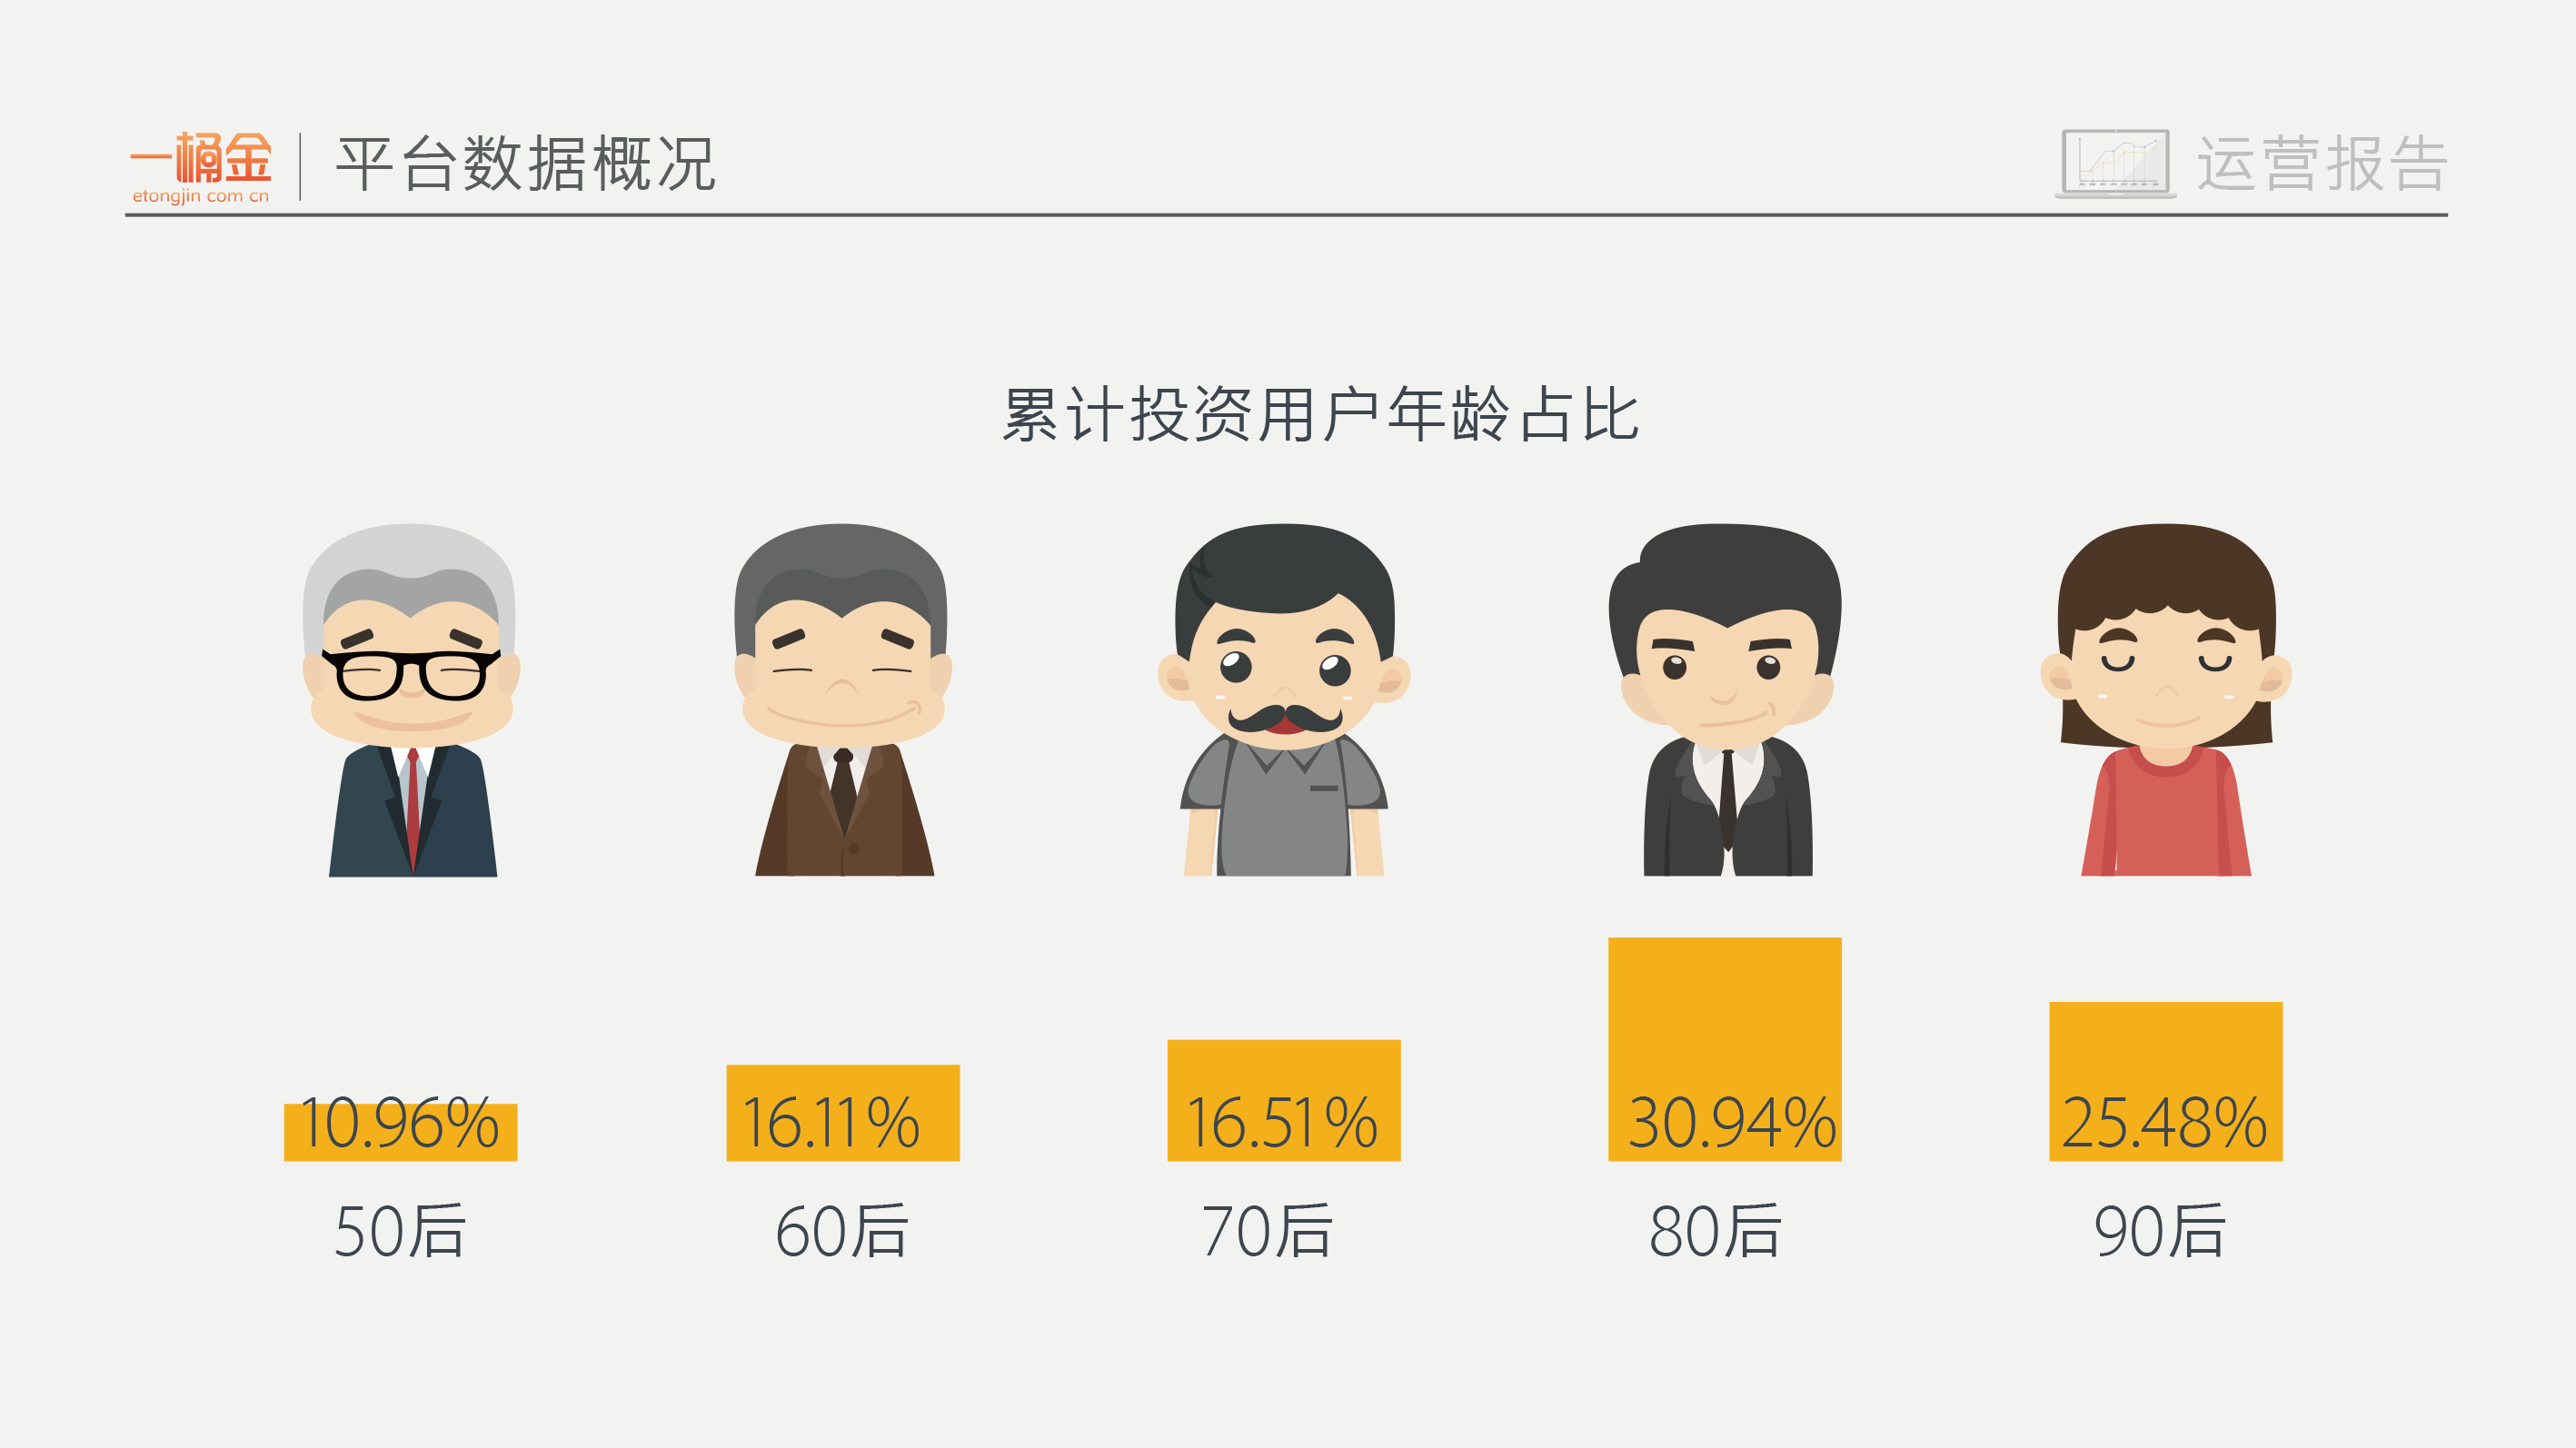 一桶金
etongjin com cn
平台数据概况
运营报告
累计投资用户年龄占比
10.96% 16.11% 16.51% 30.94% 25.48%
50后 60后 70后 80后 90后